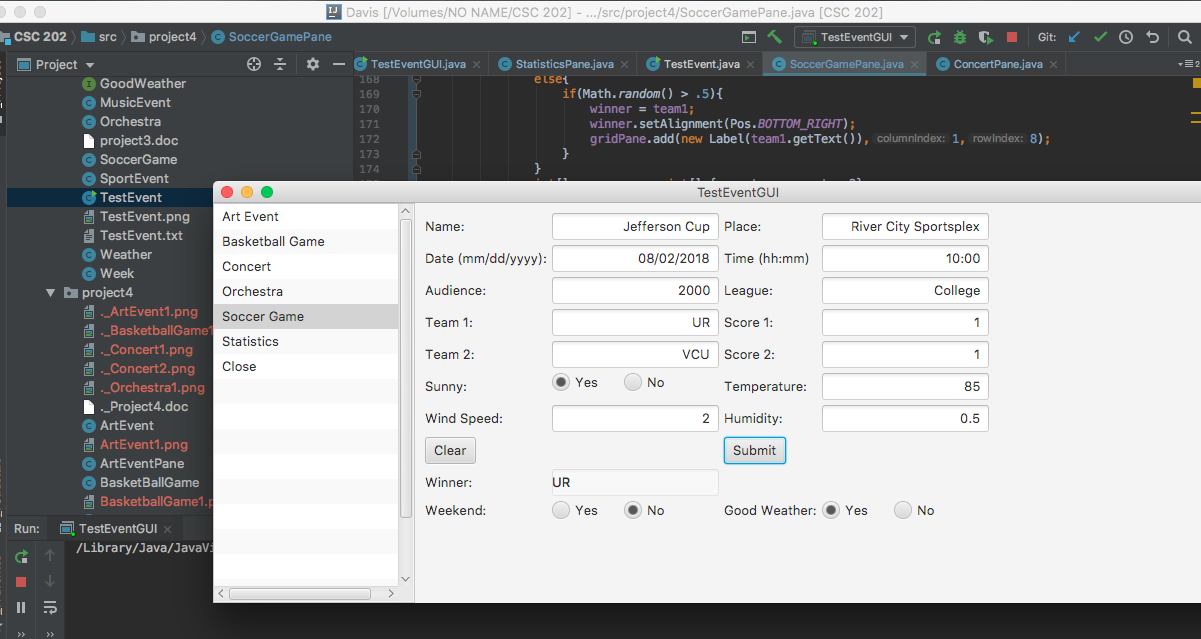 Davis [/Volumes/NO NAME/CSC 202] - .../src/project4/SoccerGamePane.java [CSC 202]
CSC 202 src project4 SoccerGamePane TestEventGUI Git:
Project TestEventGUI.java StatisticsPane.java TestEvent.java SoccerGamePane.java ConcertPane.java
168 else{
169 if(Math.random() > .5){
170 winner = team1;
171 winner.setAlignment(Pos.BOTTOM_RIGHT);
172 gridPane.add(new Label(team1.getText()), columnIndex: 1, rowIndex: 8);
173 }
174 }
GoodWeather
MusicEvent
Orchestra
project3.doc
SoccerGame
SportEvent
TestEvent
TestEvent.png
TestEvent.txt
Weather
Week
project4
._ArtEvent1.png
._BasketballGame1
._Concert1.png
._Concert2.png
._Orchestra1.png
._Project4.doc
ArtEvent
ArtEvent1.png
ArtEventPane
BasketBallGame
BasketballGame1.p
Run: TestEventGUI
/Library/Java/JavaVi
TestEventGUI
Art Event
Basketball Game
Concert
Orchestra
Soccer Game
Statistics
Close
Name: Jefferson Cup Place: River City Sportsplex
Date (mm/dd/yyyy): 08/02/2018 Time (hh:mm) 10:00
Audience: 2000 League: College
Team 1: UR Score 1: 1
Team 2: VCU Score 2: 1
Sunny: Yes No Temperature: 85
Wind Speed: 2 Humidity: 0.5
Clear Submit
Winner: UR
Weekend: Yes No Good Weather: Yes No